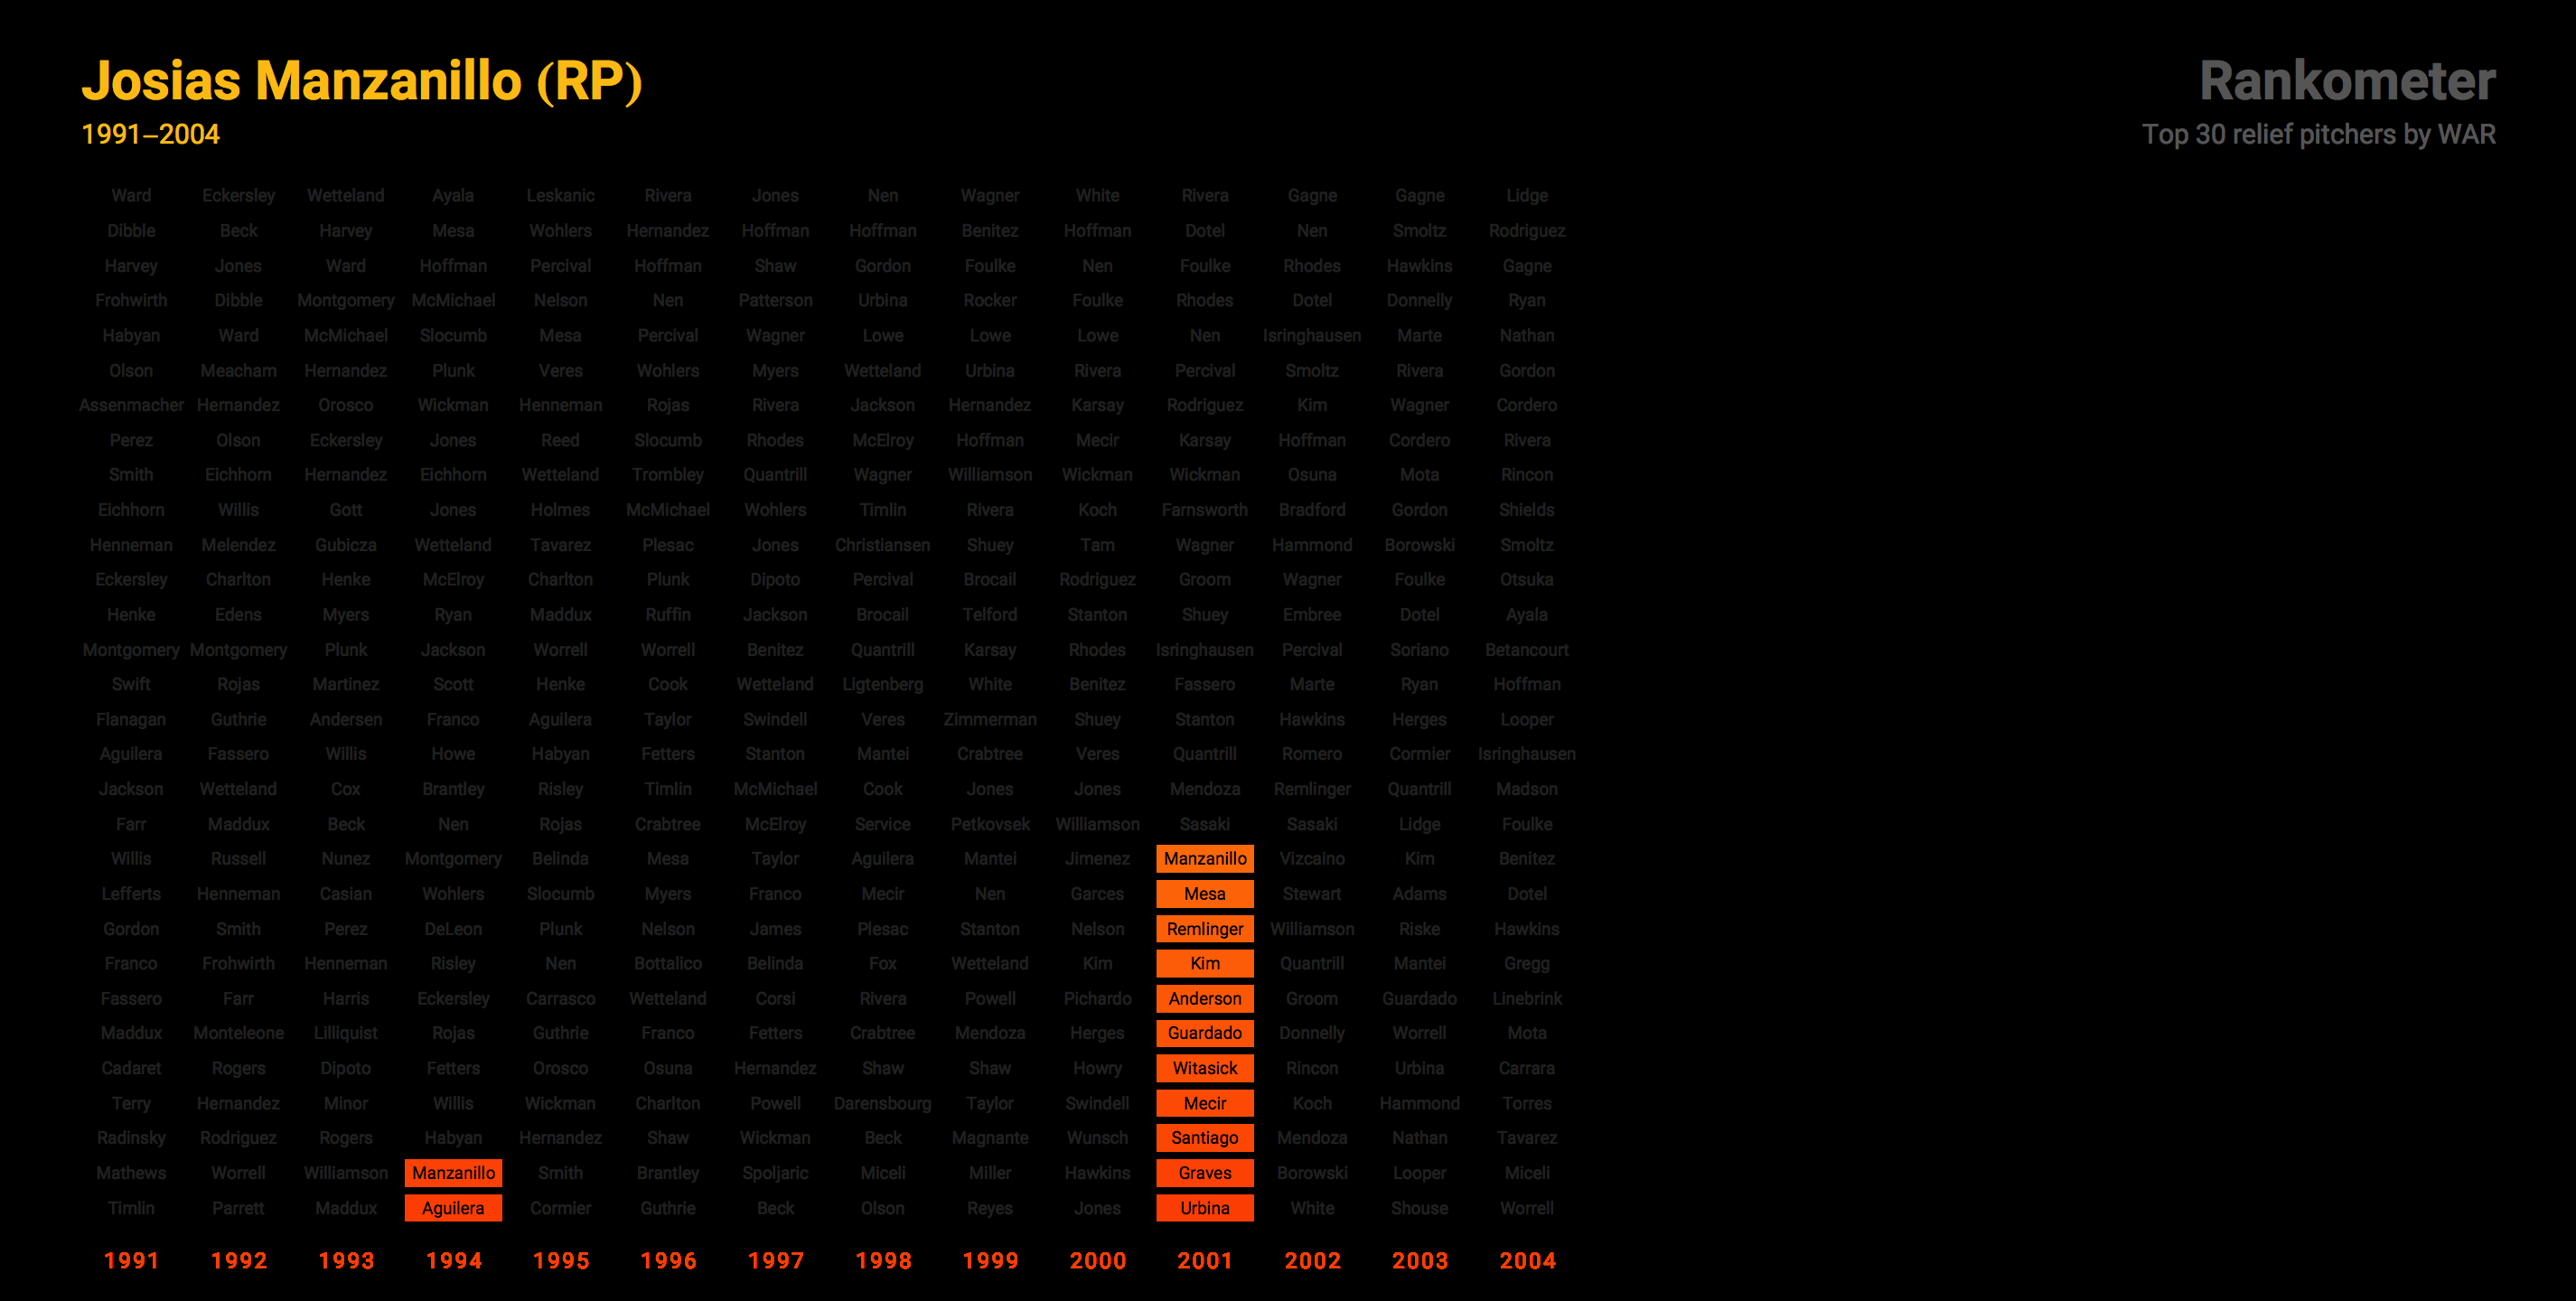 Josias Manzanillo (RP)
1991–2004
Rankometer
Top 30 relief pitchers by WAR
Ward Eckersley Wetteland Ayala Leskanic Rivera Jones Nen Wagner White Rivera Gagne Gagne Lidge
Dibble Beck Harvey Mesa Wohlers Hernandez Hoffman Hoffman Benitez Hoffman Dotel Nen Smoltz Rodriguez
Harvey Jones Ward Hoffman Percival Hoffman Shaw Gordon Foulke Nen Foulke Rhodes Hawkins Gagne
Frohwirth Dibble Montgomery McMichael Nelson Nen Patterson Urbina Rocker Foulke Rhodes Dotel Donnelly Ryan
Habyan Ward McMichael Slocumb Mesa Percival Wagner Lowe Lowe Lowe Nen Isringhausen Marte Nathan
Olson Meacham Hernandez Plunk Veres Wohlers Myers Wetteland Urbina Rivera Percival Smoltz Rivera Gordon
Assenmacher Hernandez Orosco Wickman Henneman Rojas Rivera Jackson Hernandez Karsay Rodriguez Kim Wagner Cordero
Perez Olson Eckersley Jones Reed Slocumb Rhodes McElroy Hoffman Mecir Karsay Hoffman Cordero Rivera
Smith Eichhorn Hernandez Eichhorn Wetteland Trombley Quantrill Wagner Williamson Wickman Wickman Osuna Mota Rincon
Eichhorn Willis Gott Jones Holmes McMichael Wohlers Timlin Rivera Koch Farnsworth Bradford Gordon Shields
Henneman Melendez Gubicza Wetteland Tavarez Plesac Jones Christiansen Shuey Tam Wagner Hammond Borowski Smoltz
Eckersley Charlton Henke McElroy Charlton Plunk Dipoto Percival Brocail Rodriguez Groom Wagner Foulke Otsuka
Henke Edens Myers Ryan Maddux Ruffin Jackson Brocail Telford Stanton Shuey Embree Dotel Ayala
Montgomery Montgomery Plunk Jackson Worrell Worrell Benitez Quantrill Karsay Rhodes Isringhausen Percival Soriano Betancourt
Swift Rojas Martinez Scott Henke Cook Wetteland Ligtenberg White Benitez Fassero Marte Ryan Hoffman
Flanagan Guthrie Andersen Franco Aguilera Taylor Swindell Veres Zimmerman Shuey Stanton Hawkins Herges Looper
Aguilera Fassero Willis Howe Habyan Fetters Stanton Mantei Crabtree Veres Quantrill Romero Cormier Isringhausen
Jackson Wetteland Cox Brantley Risley Timlin McMichael Cook Jones Jones Mendoza Remlinger Quantrill Madson
Farr Maddux Beck Nen Rojas Crabtree McElroy Service Petkovsek Williamson Sasaki Sasaki Lidge Foulke
Willis Russell Nunez Montgomery Belinda Mesa Taylor Aguilera Mantei Jimenez Manzanillo Vizcaino Kim Benitez
Lefferts Henneman Casian Wohlers Slocumb Myers Franco Mecir Nen Garces Mesa Stewart Adams Dotel
Gordon Smith Perez DeLeon Plunk Nelson James Plesac Stanton Nelson Remlinger Williamson Riske Hawkins
Franco Frohwirth Henneman Risley Nen Bottalico Belinda Fox Wetteland Kim Kim Quantrill Mantei Gregg
Fassero Farr Harris Eckersley Carrasco Wetteland Corsi Rivera Powell Pichardo Anderson Groom Guardado Linebrink
Maddux Monteleone Lilliquist Rojas Guthrie Franco Fetters Crabtree Mendoza Herges Guardado Donnelly Worrell Mota
Cadaret Rogers Dipoto Fetters Orosco Osuna Hernandez Shaw Shaw Howry Witasick Rincon Urbina Carrara
Terry Hernandez Minor Willis Wickman Charlton Powell Darensbourg Taylor Swindell Mecir Koch Hammond Torres
Radinsky Rodriguez Rogers Habyan Hernandez Shaw Wickman Beck Magnante Wunsch Santiago Mendoza Nathan Tavarez
Mathews Worrell Williamson Manzanillo Smith Brantley Spoljaric Miceli Miller Hawkins Graves Borowski Looper Miceli
Timlin Parrett Maddux Aguilera Cormier Guthrie Beck Olson Reyes Jones Urbina White Shouse Worrell
1991 1992 1993 1994 1995 1996 1997 1998 1999 2000 2001 2002 2003 2004